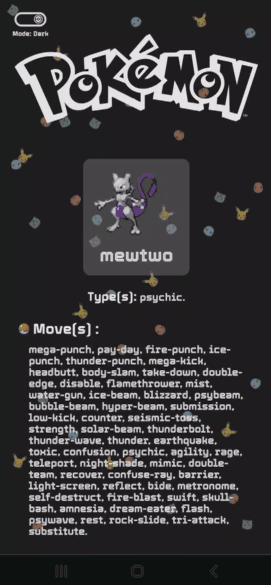 Mode: Dark
POKéMON
mewtwo
Type(s): psychic.
Move(s) :
mega-punch, pay-day, fire-punch, ice-
punch, thunder-punch, mega-kick,
headbutt, body-slam, take-down, double-
edge, disable, flamethrower, mist,
water-gun, ice-beam, blizzard, psybeam,
bubble-beam, hyper-beam, submission,
low-kick, counter, seismic-toss,
strength, solar-beam, thunderbolt,
thunder-wave, thunder, earthquake,
toxic, confusion, psychic, agility, rage,
teleport, night-shade, mimic, double-
team, recover, confuse-ray, barrier,
light-screen, reflect, bide, metronome,
self-destruct, fire-blast, swift, skull-
bash, amnesia, dream-eater, flash,
psywave, rest, rock-slide, tri-attack,
substitute.